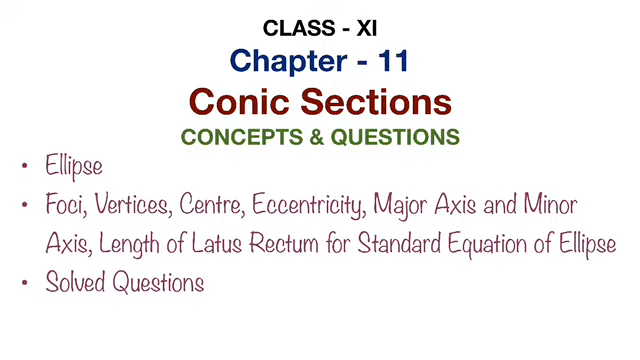 CLASS - XI
Chapter - 11
Conic Sections
CONCEPTS & QUESTIONS
• Ellipse
• Foci, Vertices, Centre, Eccentricity, Major Axis and Minor
Axis, Length of Latus Rectum for Standard Equation of Ellipse
• Solved Questions